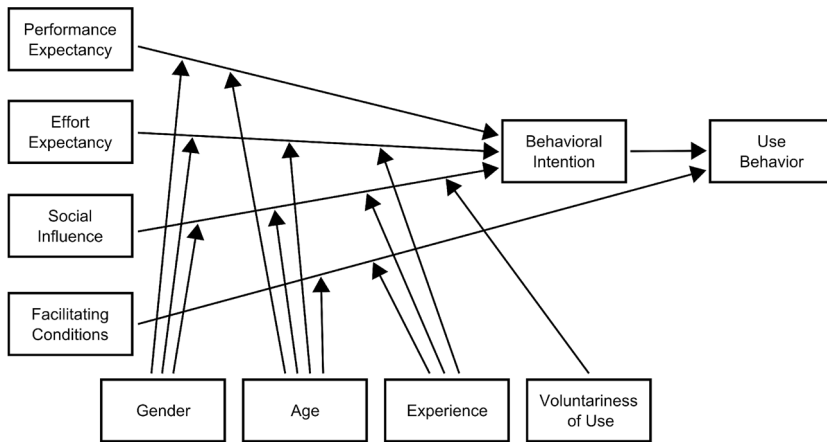 Performance
Expectancy
Effort
Expectancy
Behavioral
Intention
Use
Behavior
Social
Influence
Facilitating
Conditions
Gender
Age
Experience
Voluntariness
of Use